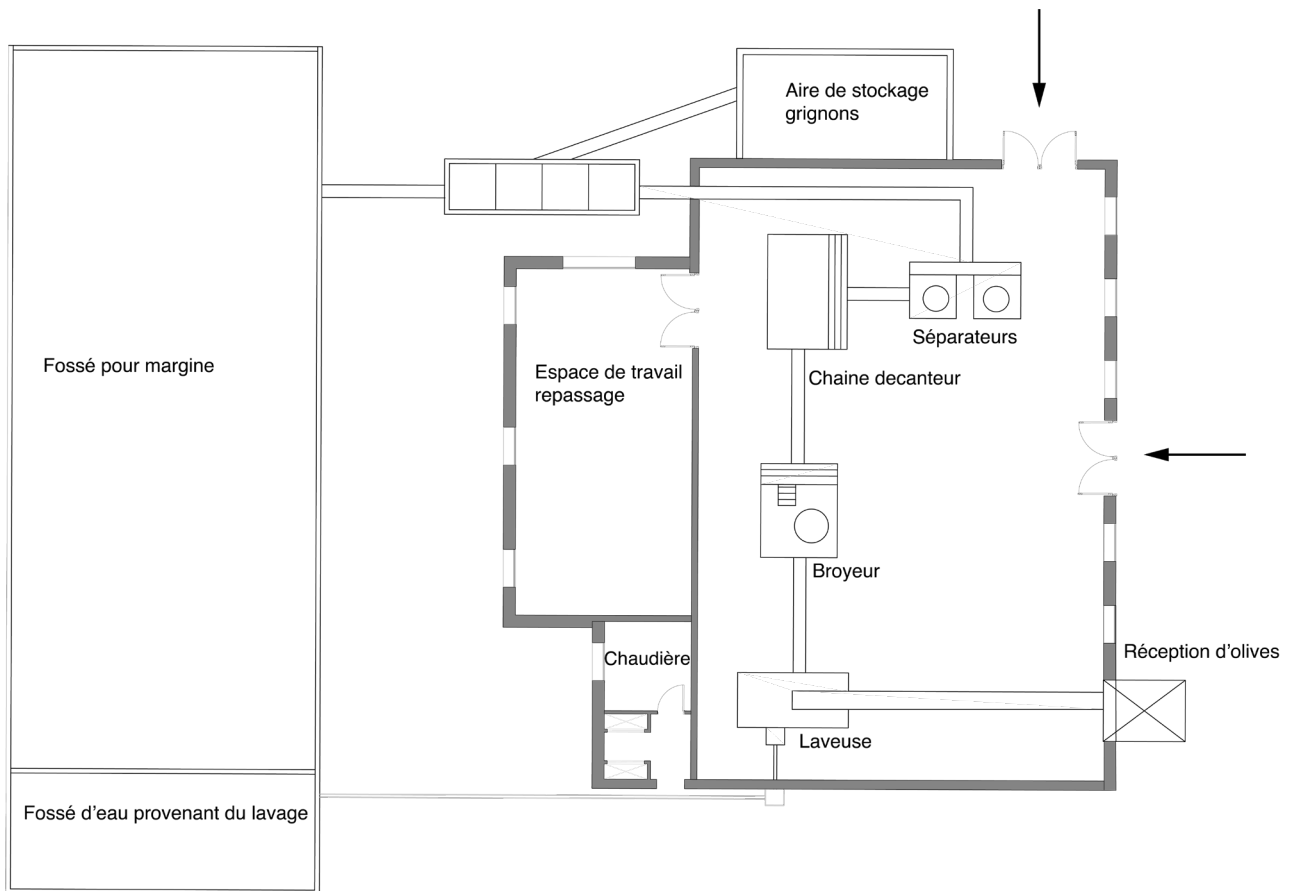 Aire de stockage
grignons
Séparateurs
Fossé pour margine
Espace de travail
repassage
Chaine decanteur
Broyeur
Réception d’olives
Chaudière
Laveuse
Fossé d’eau provenant du lavage